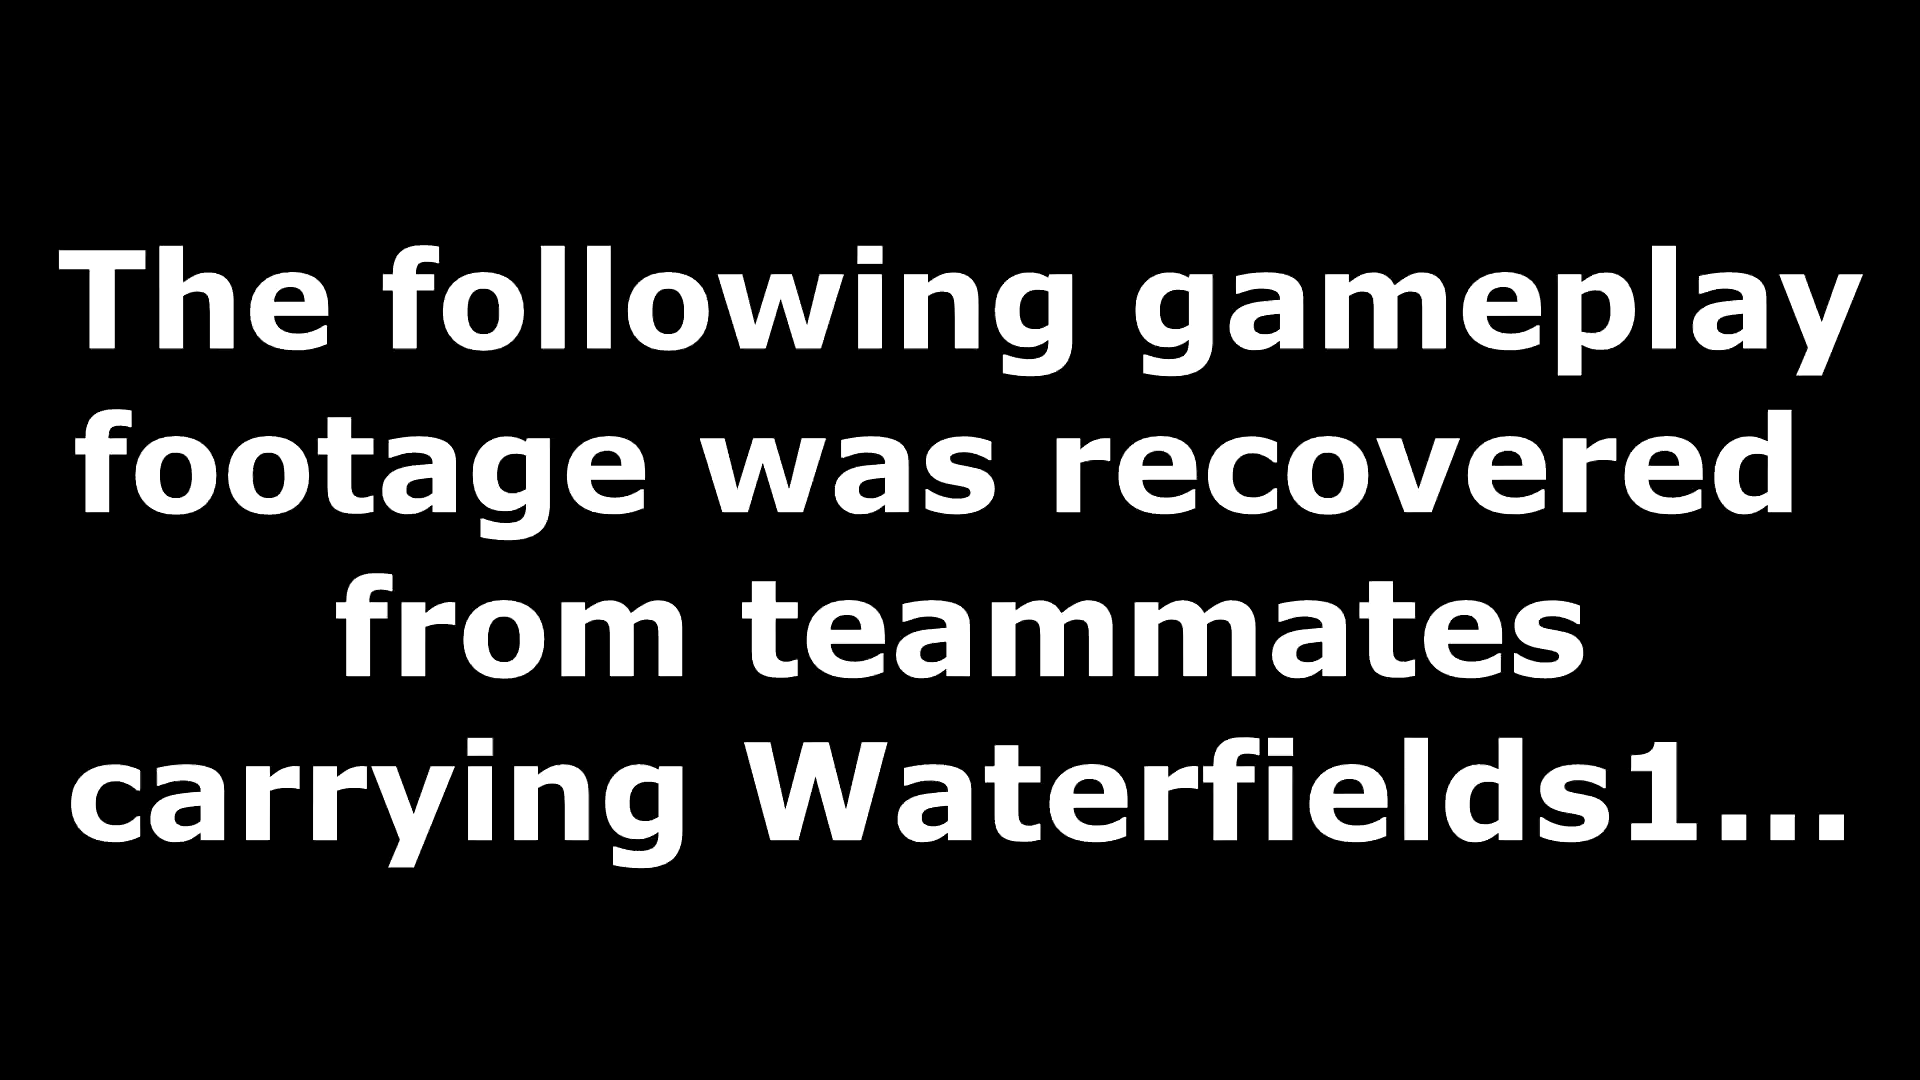 The following gameplay
footage was recovered
from teammates
carrying Waterfields1...